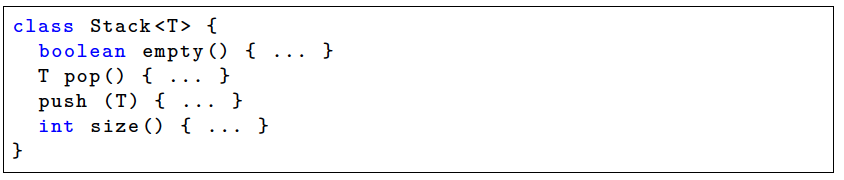 class Stack<T> {
  boolean empty() { ... }
  T pop() { ... }
  push (T) { ... }
  int size() { ... }
}